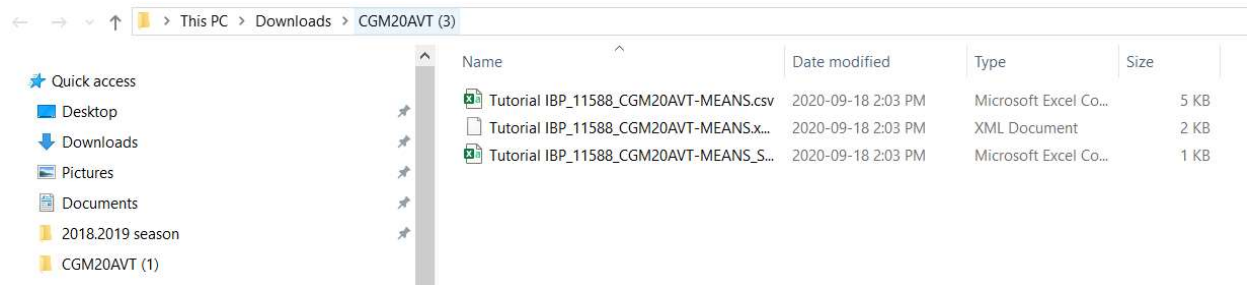 This PC > Downloads > CGM20AVT (3)
Name Date modified Type Size
Quick access
Desktop
Downloads
Pictures
Documents
2018.2019 season
CGM20AVT (1)
Tutorial IBP_11588_CGM20AVT-MEANS.csv 2020-09-18 2:03 PM Microsoft Excel Co... 5 KB
Tutorial IBP_11588_CGM20AVT-MEANS.x... 2020-09-18 2:03 PM XML Document 2 KB
Tutorial IBP_11588_CGM20AVT-MEANS_S... 2020-09-18 2:03 PM Microsoft Excel Co... 1 KB